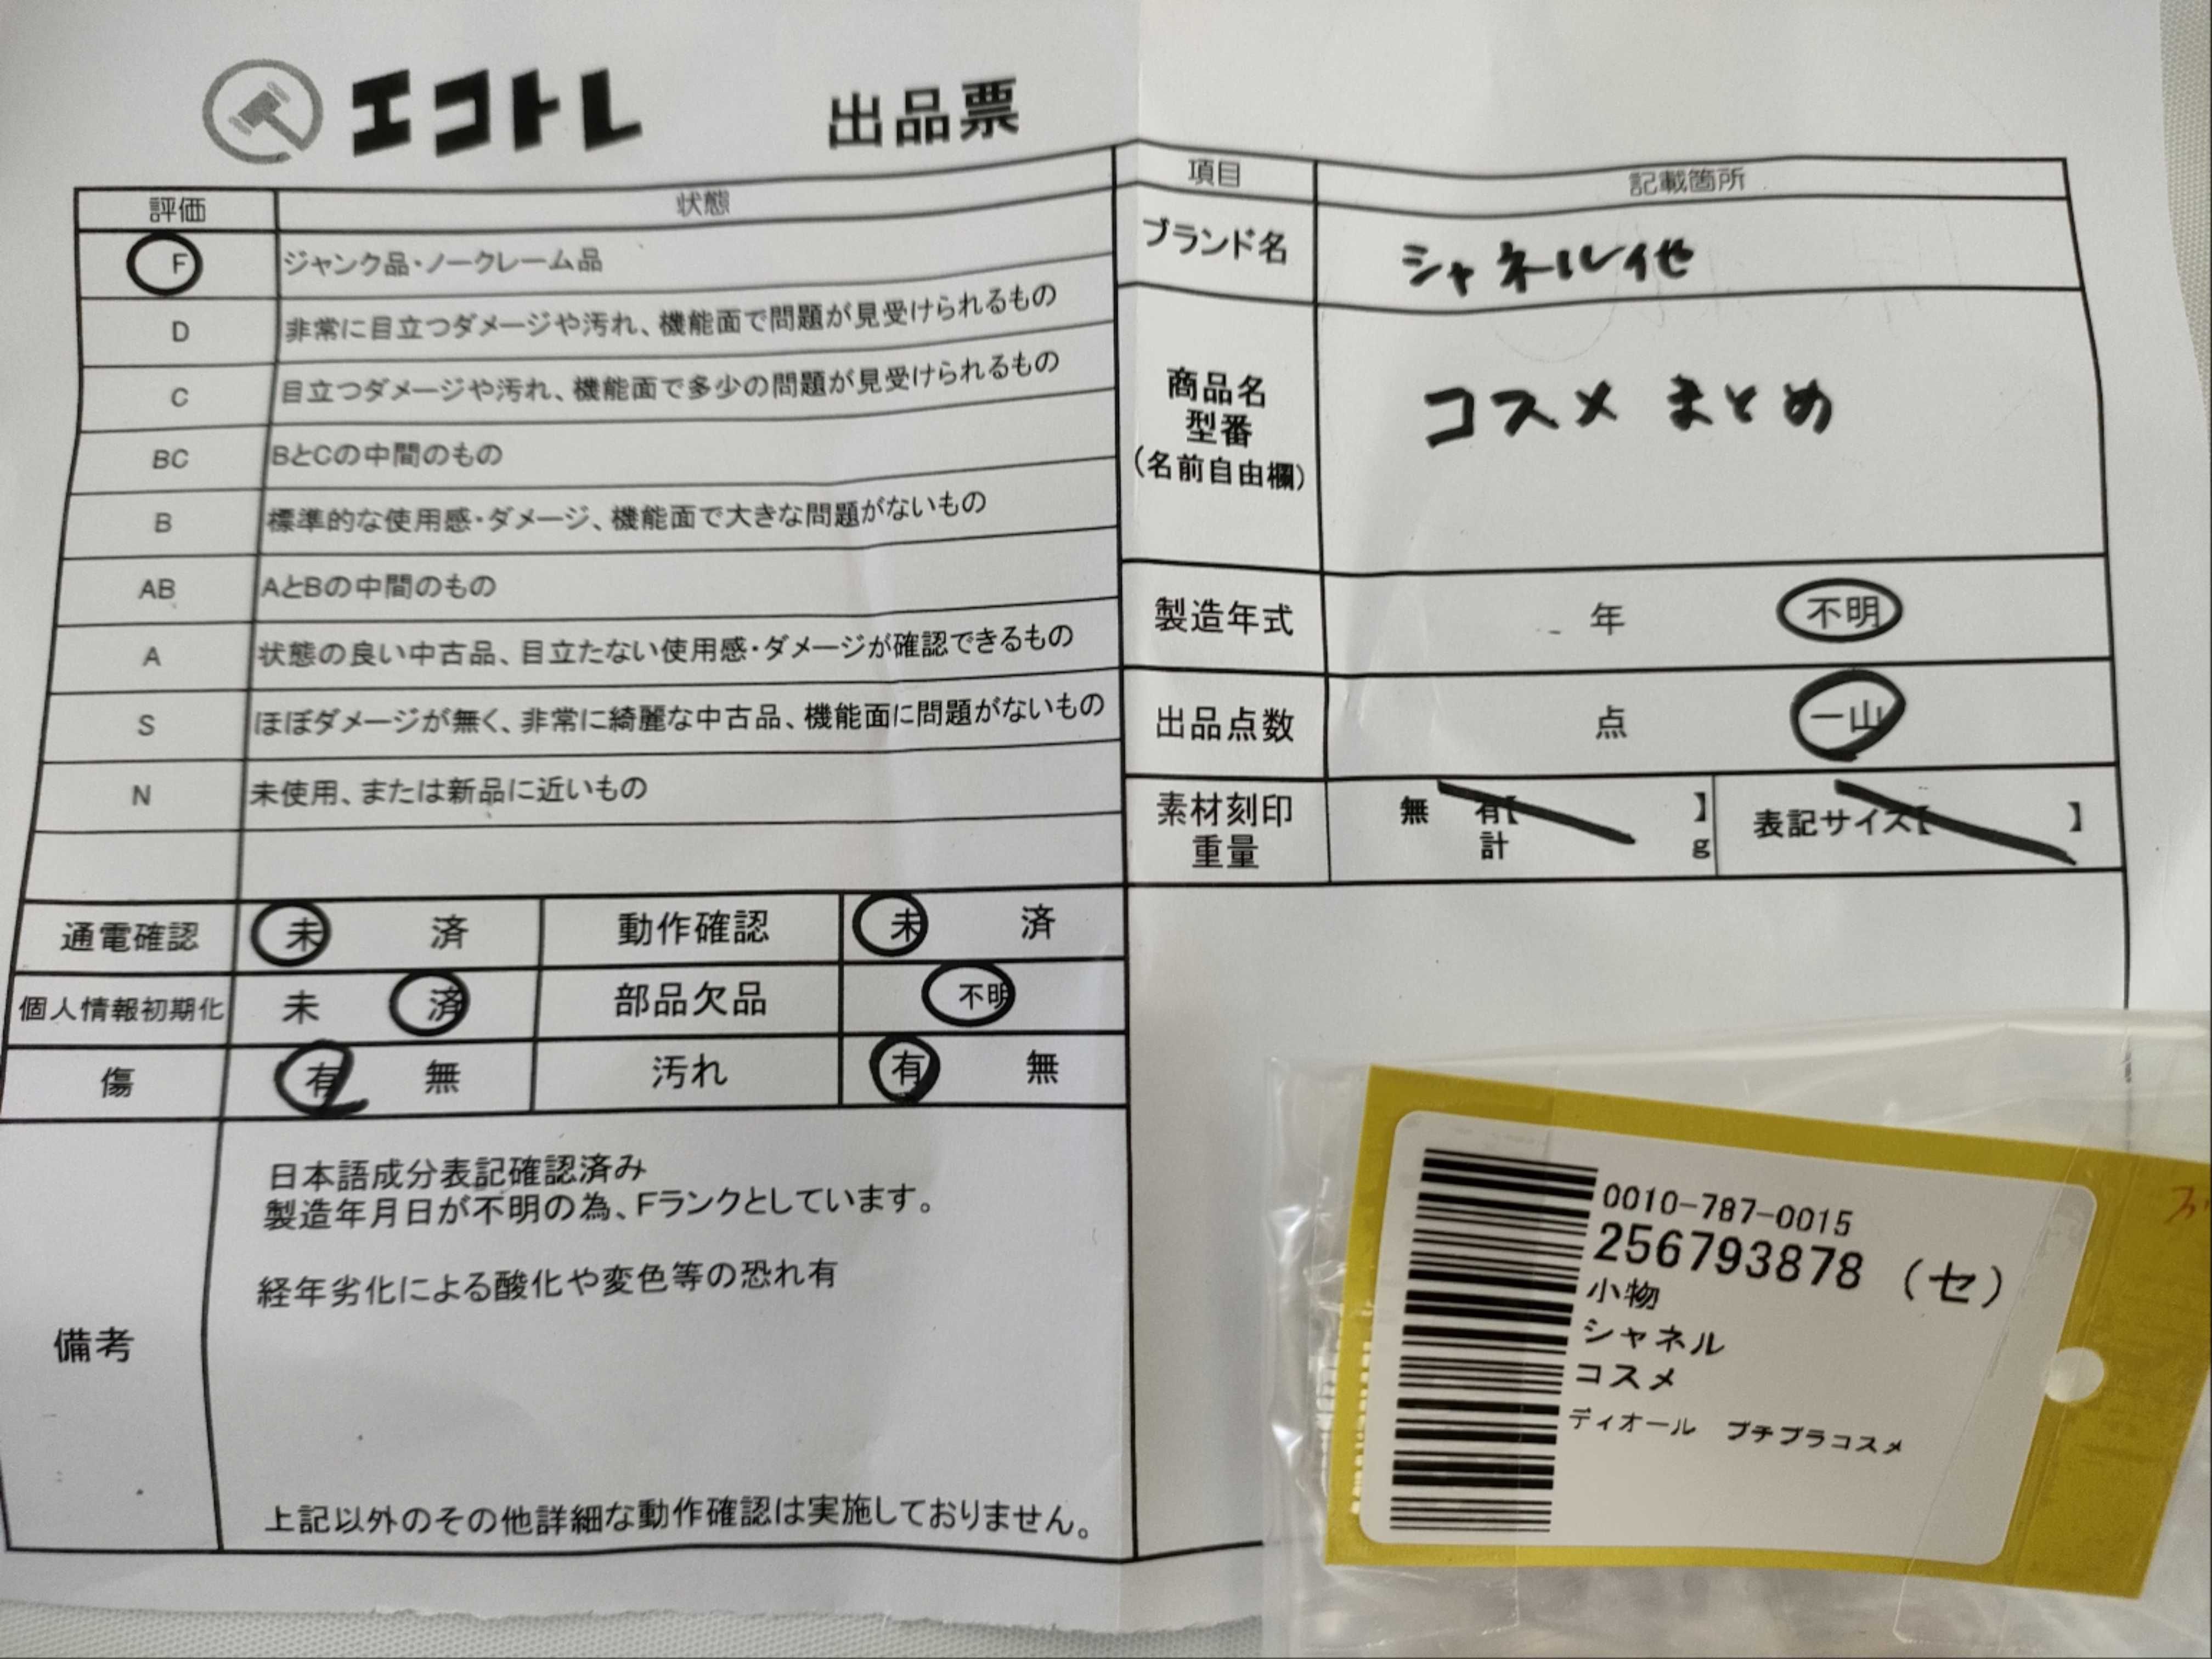 エコトレ 出品票
評価 状態
F ジャンク品・ノークレーム品
D 非常に目立つダメージや汚れ、機能面で問題が見受けられるもの
C 目立つダメージや汚れ、機能面で多少の問題が見受けられるもの
BC BとCの中間のもの
B 標準的な使用感・ダメージ、機能面で大きな問題がないもの
AB AとBの中間のもの
A 状態の良い中古品、目立たない使用感・ダメージが確認できるもの
S ほぼダメージが無く、非常に綺麗な中古品、機能面に問題がないもの
N 未使用、または新品に近いもの
通電確認 未 済 動作確認 未 済
個人情報初期化 未 済 部品欠品 不明
傷 有 無 汚れ 有 無
備考
日本語成分表記確認済み
製造年月日が不明の為、Fランクとしています。
経年劣化による酸化や変色等の恐れ有
上記以外のその他詳細な動作確認は実施しておりません。
項目 記載箇所
ブランド名 シャネル他
商品名
型番
(名前自由欄)
コスメ まとめ
製造年式 年 不明
出品点数 点 一山
素材刻印 無 有【 】 表記サイズ【 】
重量 計 g
0010-787-0015
256793878 (セ)
小物
シャネル
コスメ
ディオール プチプラコスメ